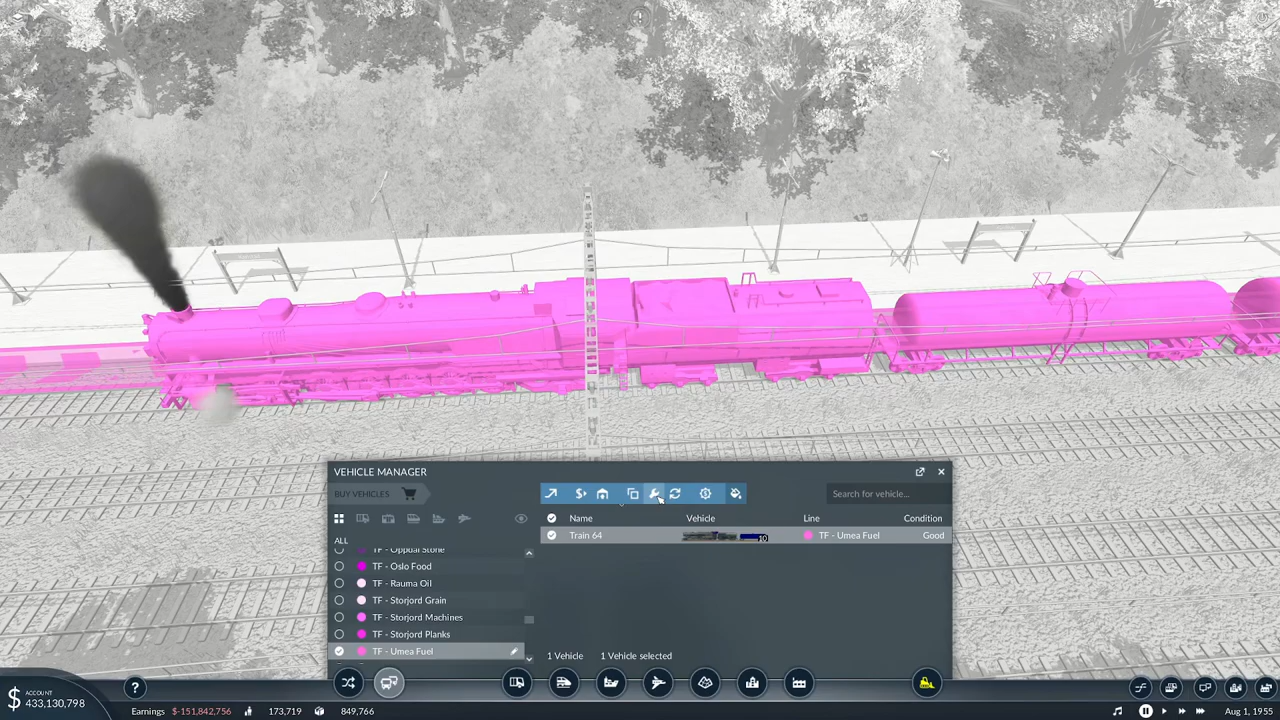 VEHICLE MANAGER
BUY VEHICLES
Search for vehicle...
Name Vehicle Line Condition
Train 64 10 TF - Umea Fuel Good
ALL
TF - Oppdal Stone
TF - Oslo Food
TF - Rauma Oil
TF - Storjord Grain
TF - Storjord Machines
TF - Storjord Planks
TF - Umea Fuel
1 Vehicle 1 Vehicle selected
$ ACCOUNT
433,130,798
?
Earnings $-151,842,756 173,719 849,766
Aug 1, 1955